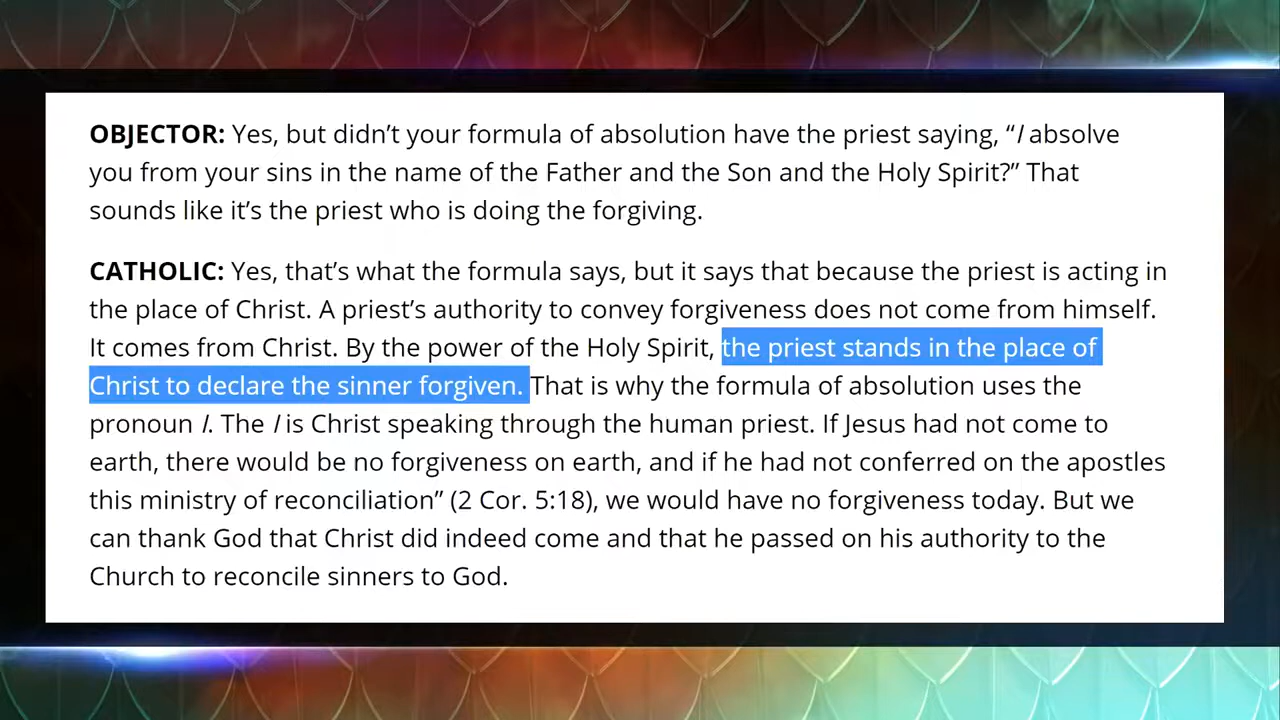 OBJECTOR: Yes, but didn’t your formula of absolution have the priest saying, “I absolve
you from your sins in the name of the Father and the Son and the Holy Spirit?” That
sounds like it’s the priest who is doing the forgiving.
CATHOLIC: Yes, that’s what the formula says, but it says that because the priest is acting in
the place of Christ. A priest’s authority to convey forgiveness does not come from himself.
It comes from Christ. By the power of the Holy Spirit, the priest stands in the place of
Christ to declare the sinner forgiven. That is why the formula of absolution uses the
pronoun I. The I is Christ speaking through the human priest. If Jesus had not come to
earth, there would be no forgiveness on earth, and if he had not conferred on the apostles
this ministry of reconciliation” (2 Cor. 5:18), we would have no forgiveness today. But we
can thank God that Christ did indeed come and that he passed on his authority to the
Church to reconcile sinners to God.